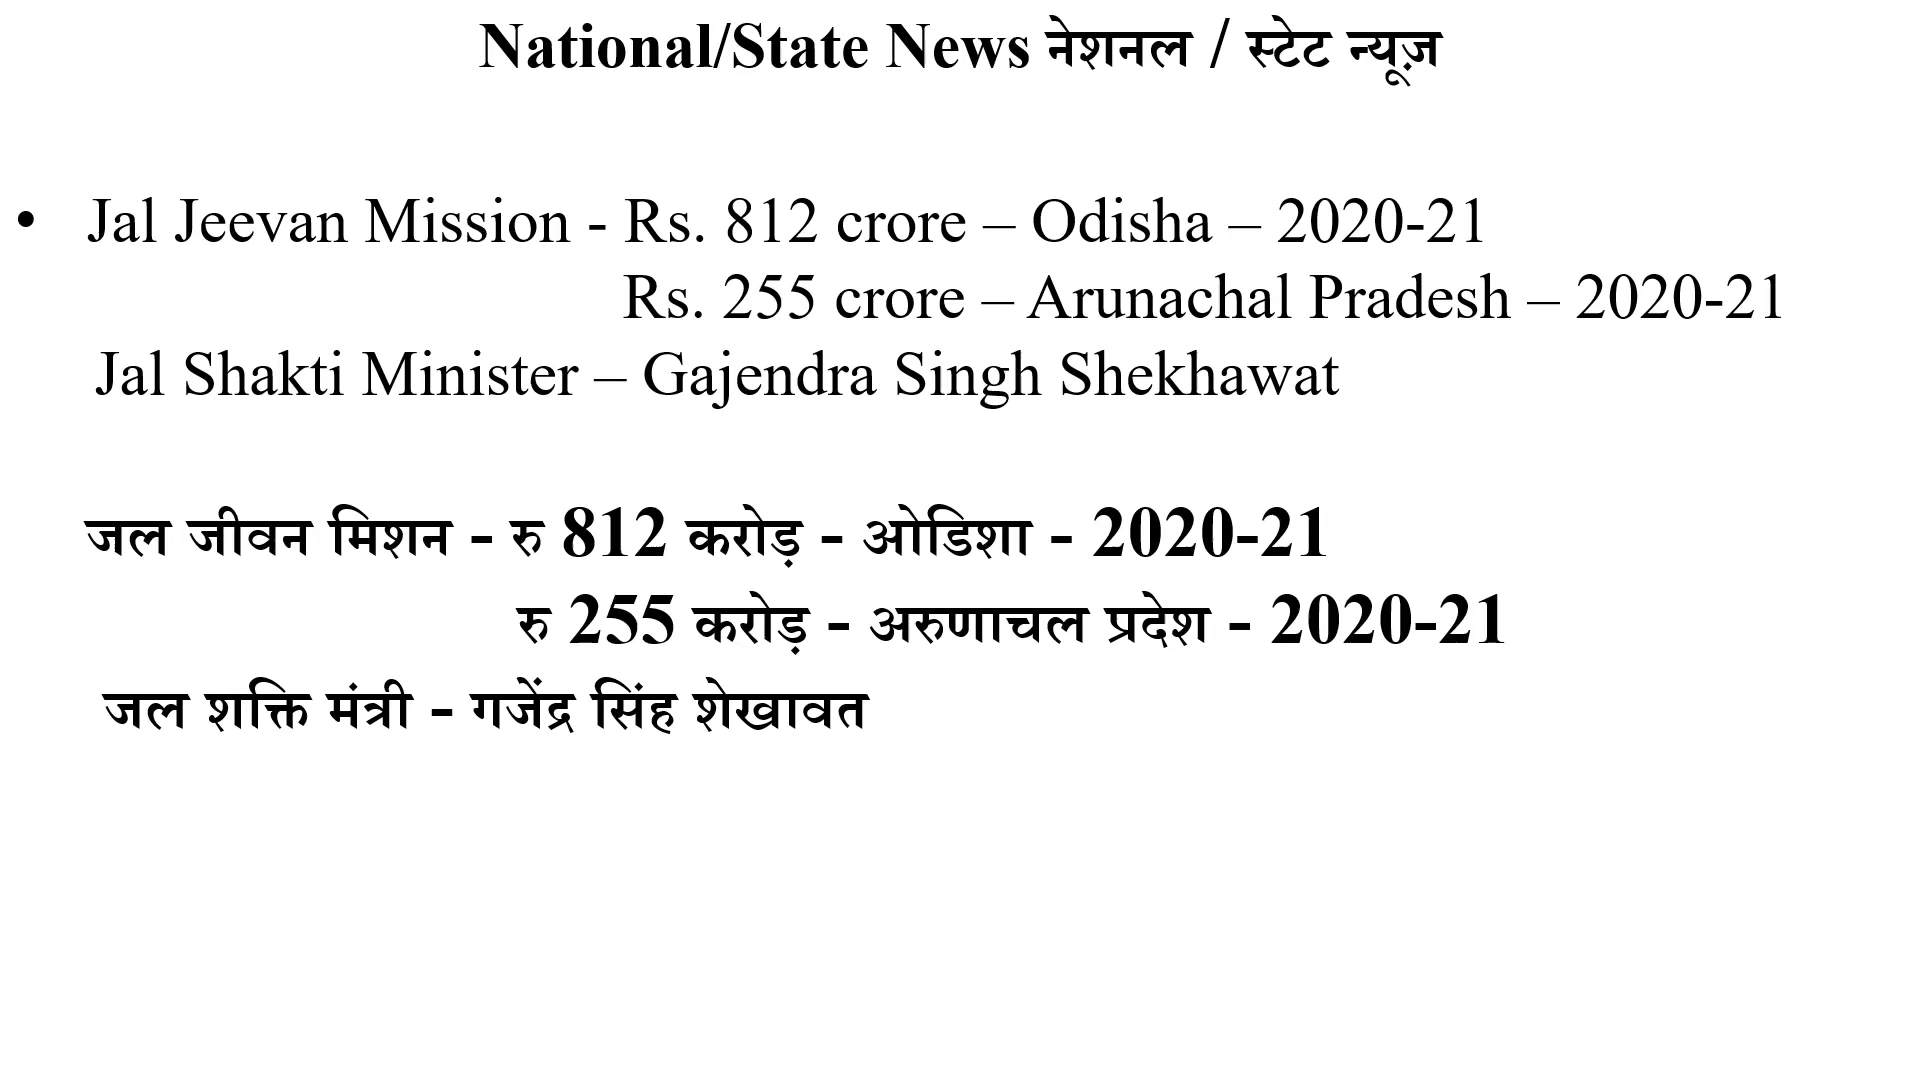 National/State News नेशनल / स्टेट न्यूज़
• Jal Jeevan Mission - Rs. 812 crore – Odisha – 2020-21
Rs. 255 crore – Arunachal Pradesh – 2020-21
Jal Shakti Minister – Gajendra Singh Shekhawat
जल जीवन मिशन - रु 812 करोड़ - ओडिशा - 2020-21
रु 255 करोड़ - अरुणाचल प्रदेश - 2020-21
जल शक्ति मंत्री - गजेंद्र सिंह शेखावत